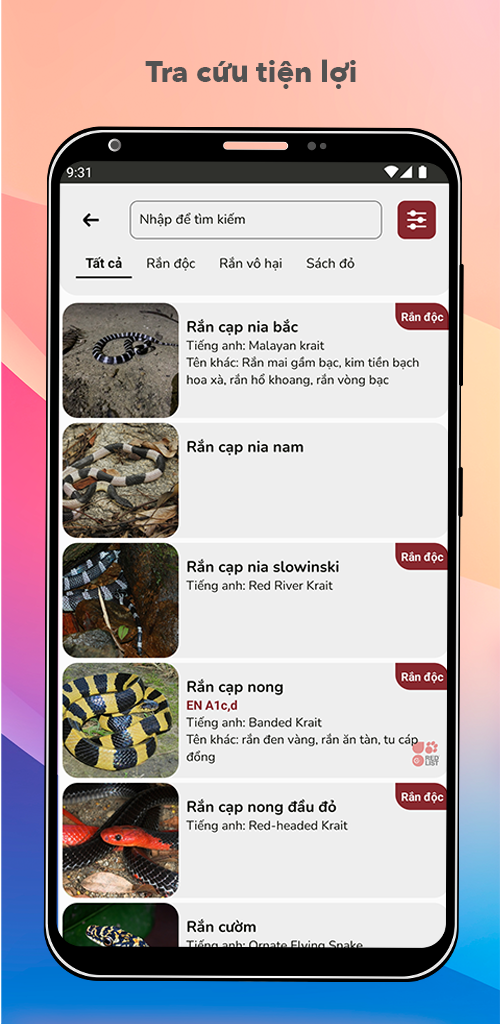 Tra cứu tiện lợi
9:31
Nhập để tìm kiếm
Tất cả Rắn độc Rắn vô hại Sách đỏ
Rắn độc
Rắn cạp nia bắc
Tiếng anh: Malayan krait
Tên khác: Rắn mai gầm bạc, kim tiền bạch
hoa xà, rắn hổ khoang, rắn vòng bạc
Rắn cạp nia nam
Rắn độc
Rắn cạp nia slowinski
Tiếng anh: Red River Krait
Rắn độc
Rắn cạp nong
EN A1c,d
Tiếng anh: Banded Krait
Tên khác: rắn đen vàng, rắn ăn tàn, tu cáp
đổng
RED
LIST
Rắn độc
Rắn cạp nong đầu đỏ
Tiếng anh: Red-headed Krait
Rắn cườm
Tiếng anh: Ornate Flying Snake